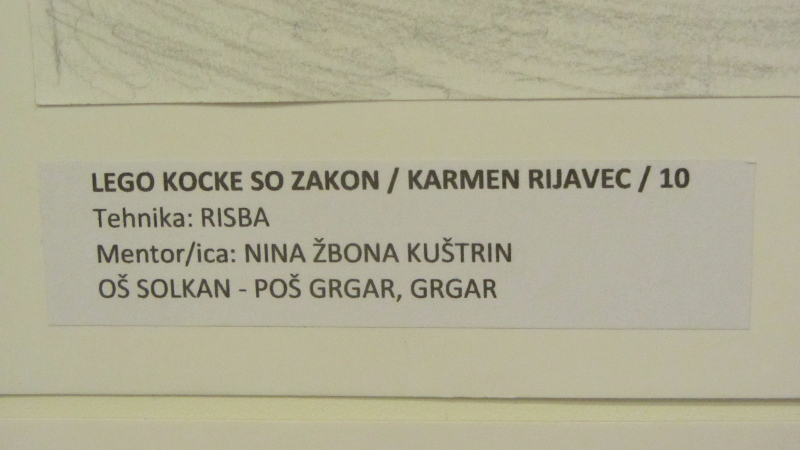 LEGO KOCKE SO ZAKON / KARMEN RIJAVEC / 10
Tehnika: RISBA
Mentor/ica: NINA ŽBONA KUŠTRIN
OŠ SOLKAN - POŠ GRGAR, GRGAR